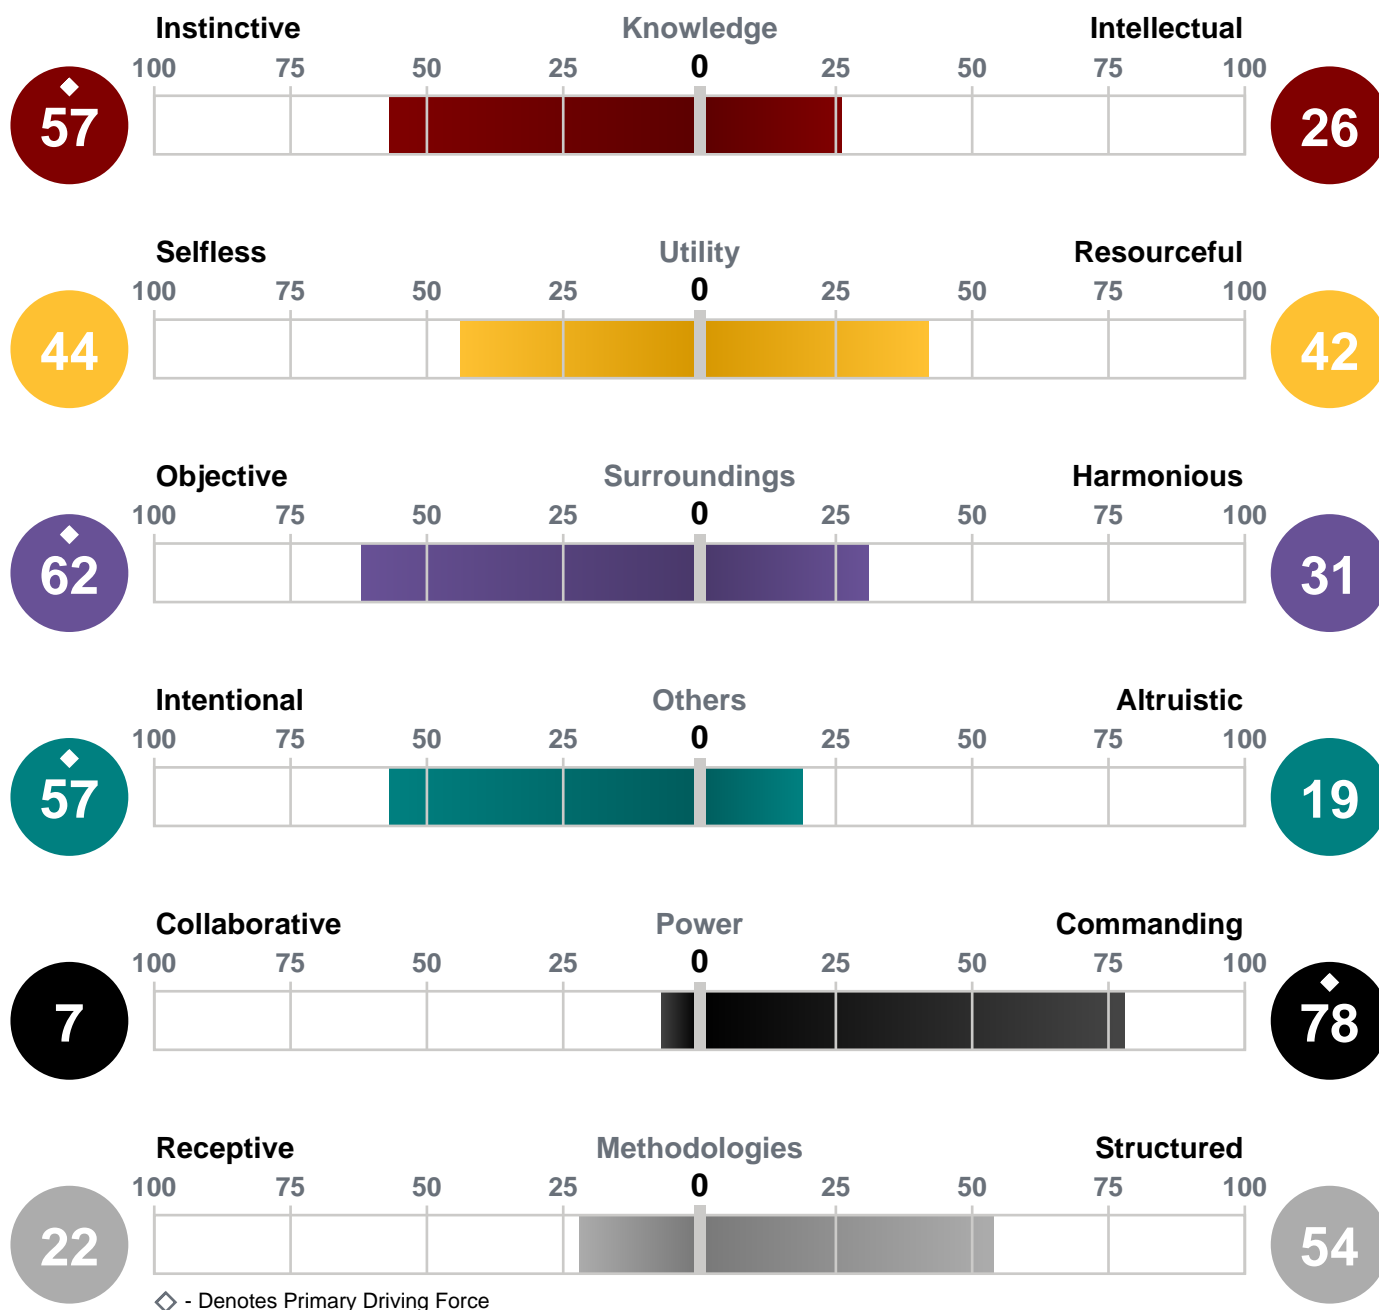 Instinctive Knowledge Intellectual
100 75 50 25 0 25 50 75 100
57 26
Selfless Utility Resourceful
100 75 50 25 0 25 50 75 100
44 42
Objective Surroundings Harmonious
100 75 50 25 0 25 50 75 100
62 31
Intentional Others Altruistic
100 75 50 25 0 25 50 75 100
57 19
Collaborative Power Commanding
100 75 50 25 0 25 50 75 100
7 78
Receptive Methodologies Structured
100 75 50 25 0 25 50 75 100
22 54
- Denotes Primary Driving Force